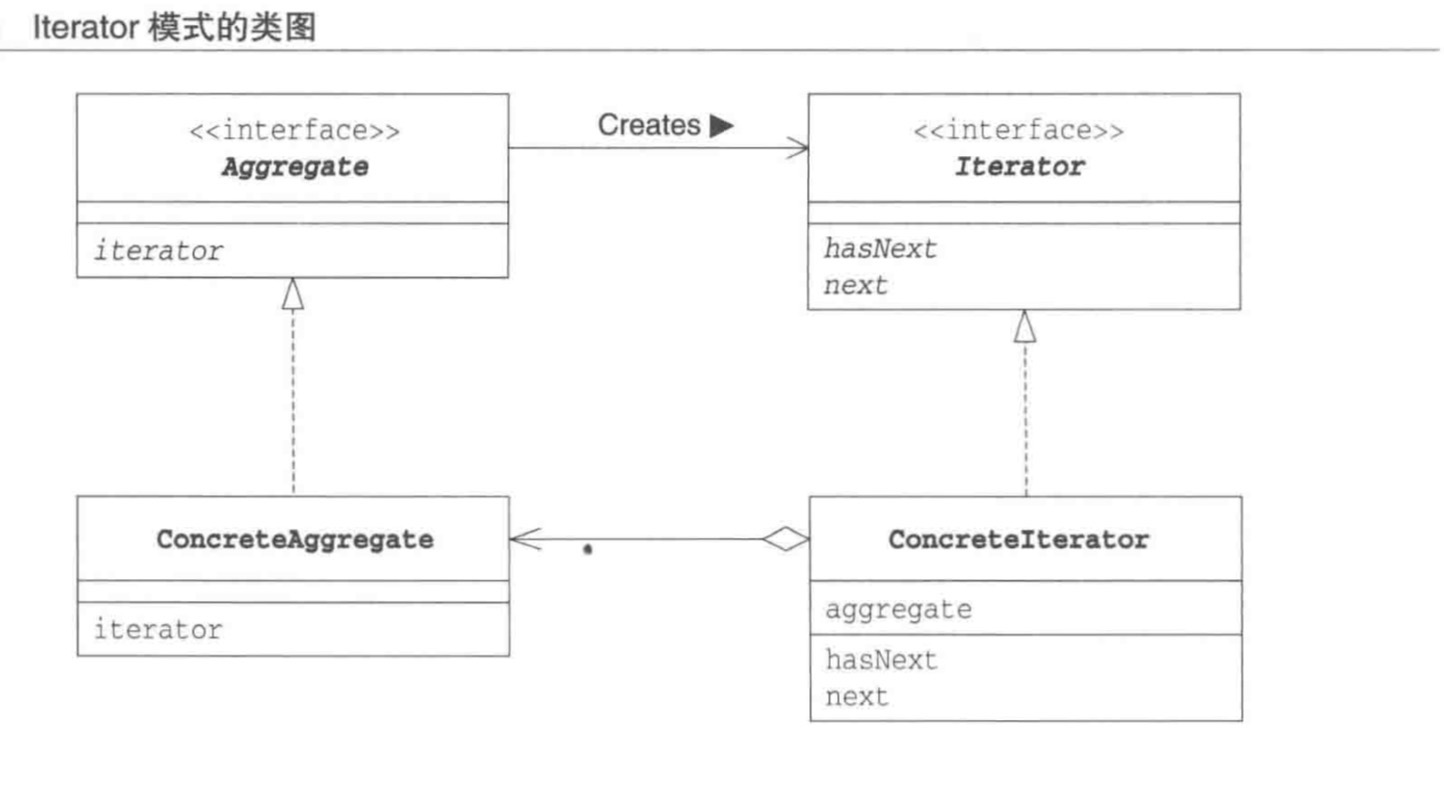 Iterator 模式的类图
Creates ▶
<<interface>>
Aggregate
iterator
<<interface>>
Iterator
hasNext
next
ConcreteAggregate
iterator
ConcreteIterator
aggregate
hasNext
next